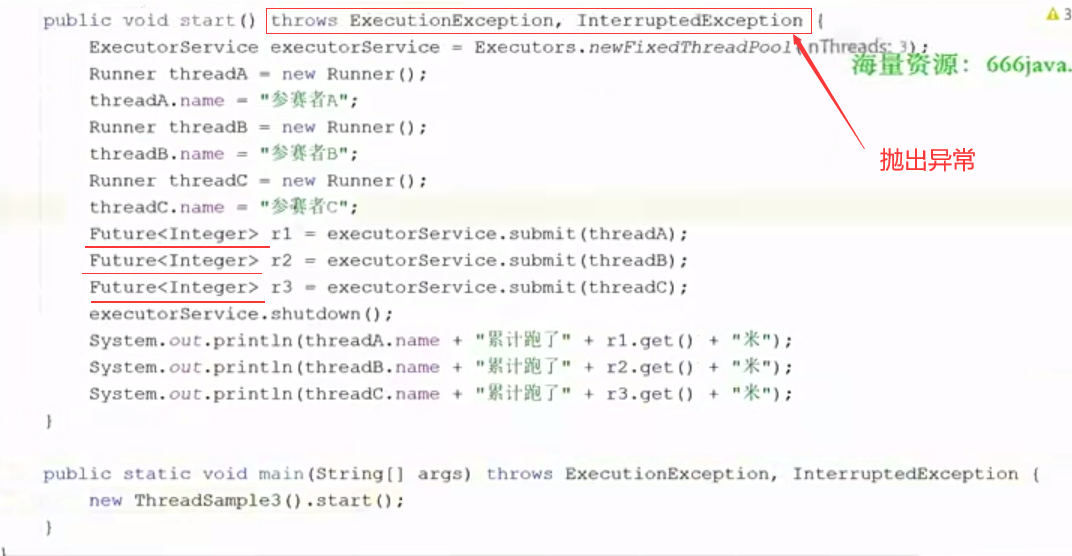 public void start() throws ExecutionException, InterruptedException {
3
ExecutorService executorService = Executors.newFixedThreadPool( nThreads: 3);
海量资源：666java.
Runner threadA = new Runner();
threadA.name = "参赛者A";
Runner threadB = new Runner();
threadB.name = "参赛者B";
抛出异常
Runner threadC = new Runner();
threadC.name = "参赛者C";
Future<Integer> r1 = executorService.submit(threadA);
Future<Integer> r2 = executorService.submit(threadB);
Future<Integer> r3 = executorService.submit(threadC);
executorService.shutdown();
System.out.println(threadA.name + "累计跑了" + r1.get() + "米");
System.out.println(threadB.name + "累计跑了" + r2.get() + "米");
System.out.println(threadC.name + "累计跑了" + r3.get() + "米");
}
public static void main(String[] args) throws ExecutionException, InterruptedException {
new ThreadSample3().start();
}
}